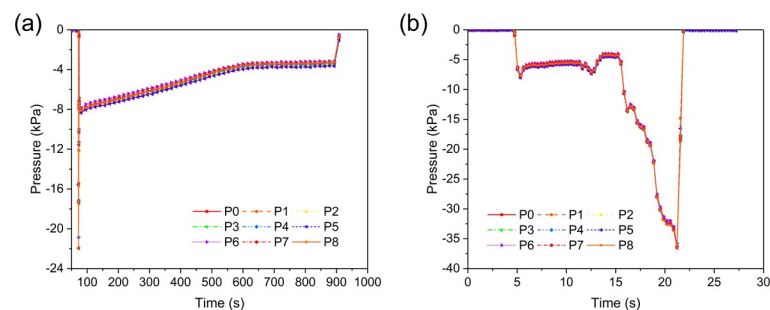 (a)
0
-4
-8
-12
-16
-20
-24
Pressure (kPa)
P0 P1 P2
P3 P4 P5
P6 P7 P8
100 200 300 400 500 600 700 800 900 1000
Time (s)
(b)
0
-5
-10
-15
-20
-25
-30
-35
-40
Pressure (kPa)
P0 P1 P2
P3 P4 P5
P6 P7 P8
0 5 10 15 20 25 30
Time (s)